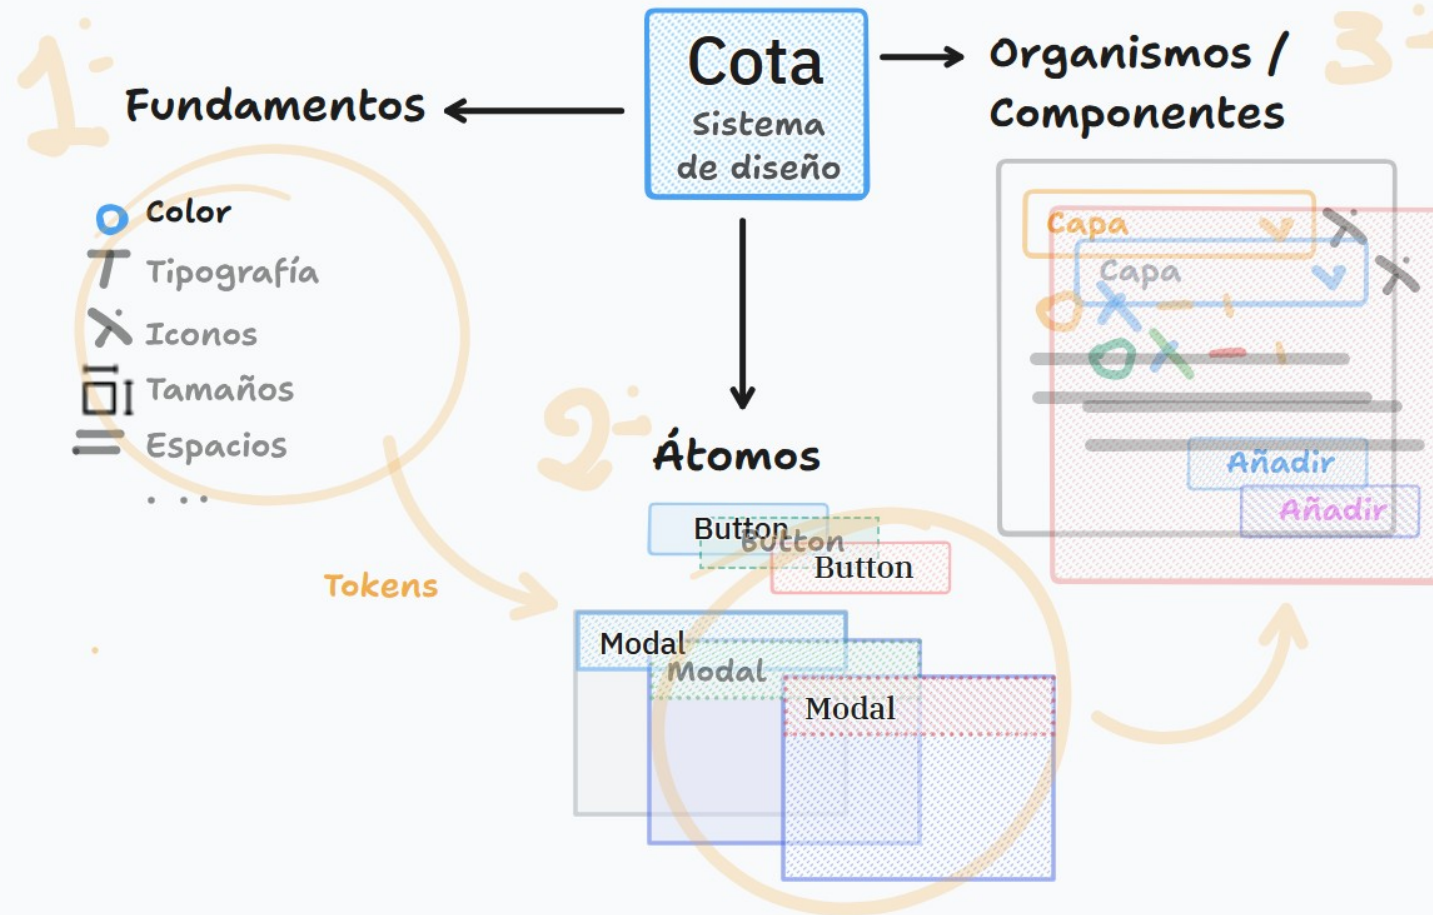 1-
Fundamentos
Color
Tipografía
Iconos
Tamaños
Espacios
...
Tokens
Cota
Sistema
de diseño
2-
Átomos
Button
Button
Button
Modal
Modal
Modal
3-
Organismos /
Componentes
Capa
Capa
Añadir
Añadir